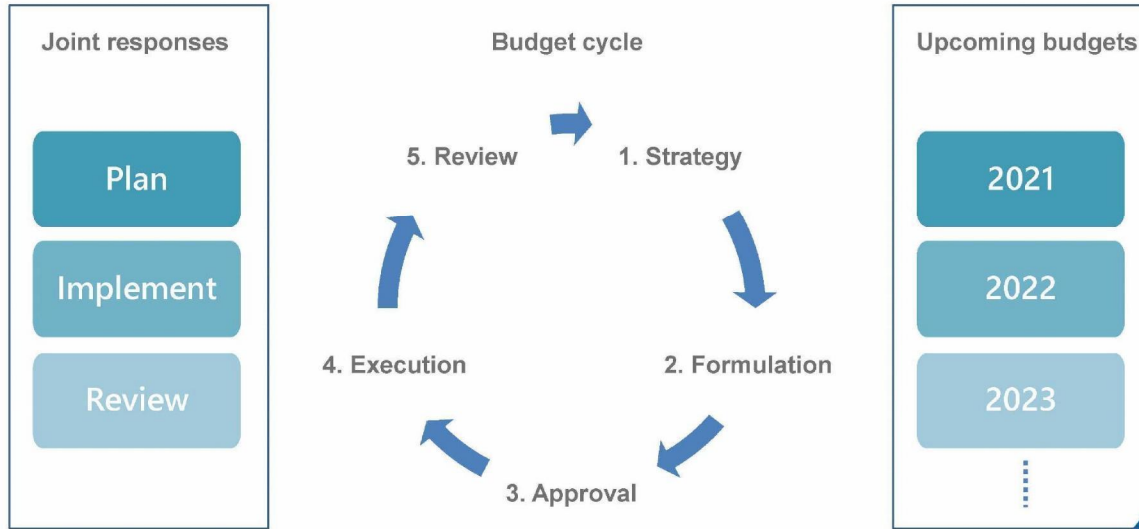 Joint responses
Plan
Implement
Review
Budget cycle
1. Strategy
2. Formulation
3. Approval
4. Execution
5. Review
Upcoming budgets
2021
2022
2023